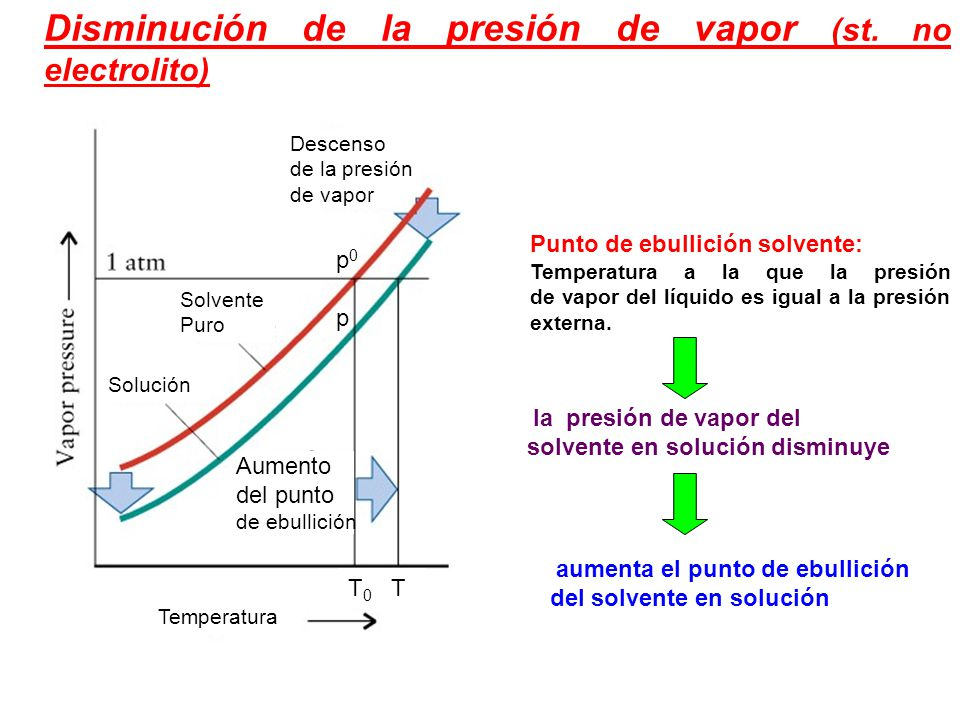 Disminución de la presión de vapor (st. no
electrolito)
Descenso
de la presión
de vapor
p⁰
1 atm
Solvente
Puro
p
Solución
Vapor pressure
Aumento
del punto
de ebullición
T₀ T
Temperatura
Punto de ebullición solvente:
Temperatura a la que la presión
de vapor del líquido es igual a la presión
externa.
la presión de vapor del
solvente en solución disminuye
aumenta el punto de ebullición
del solvente en solución